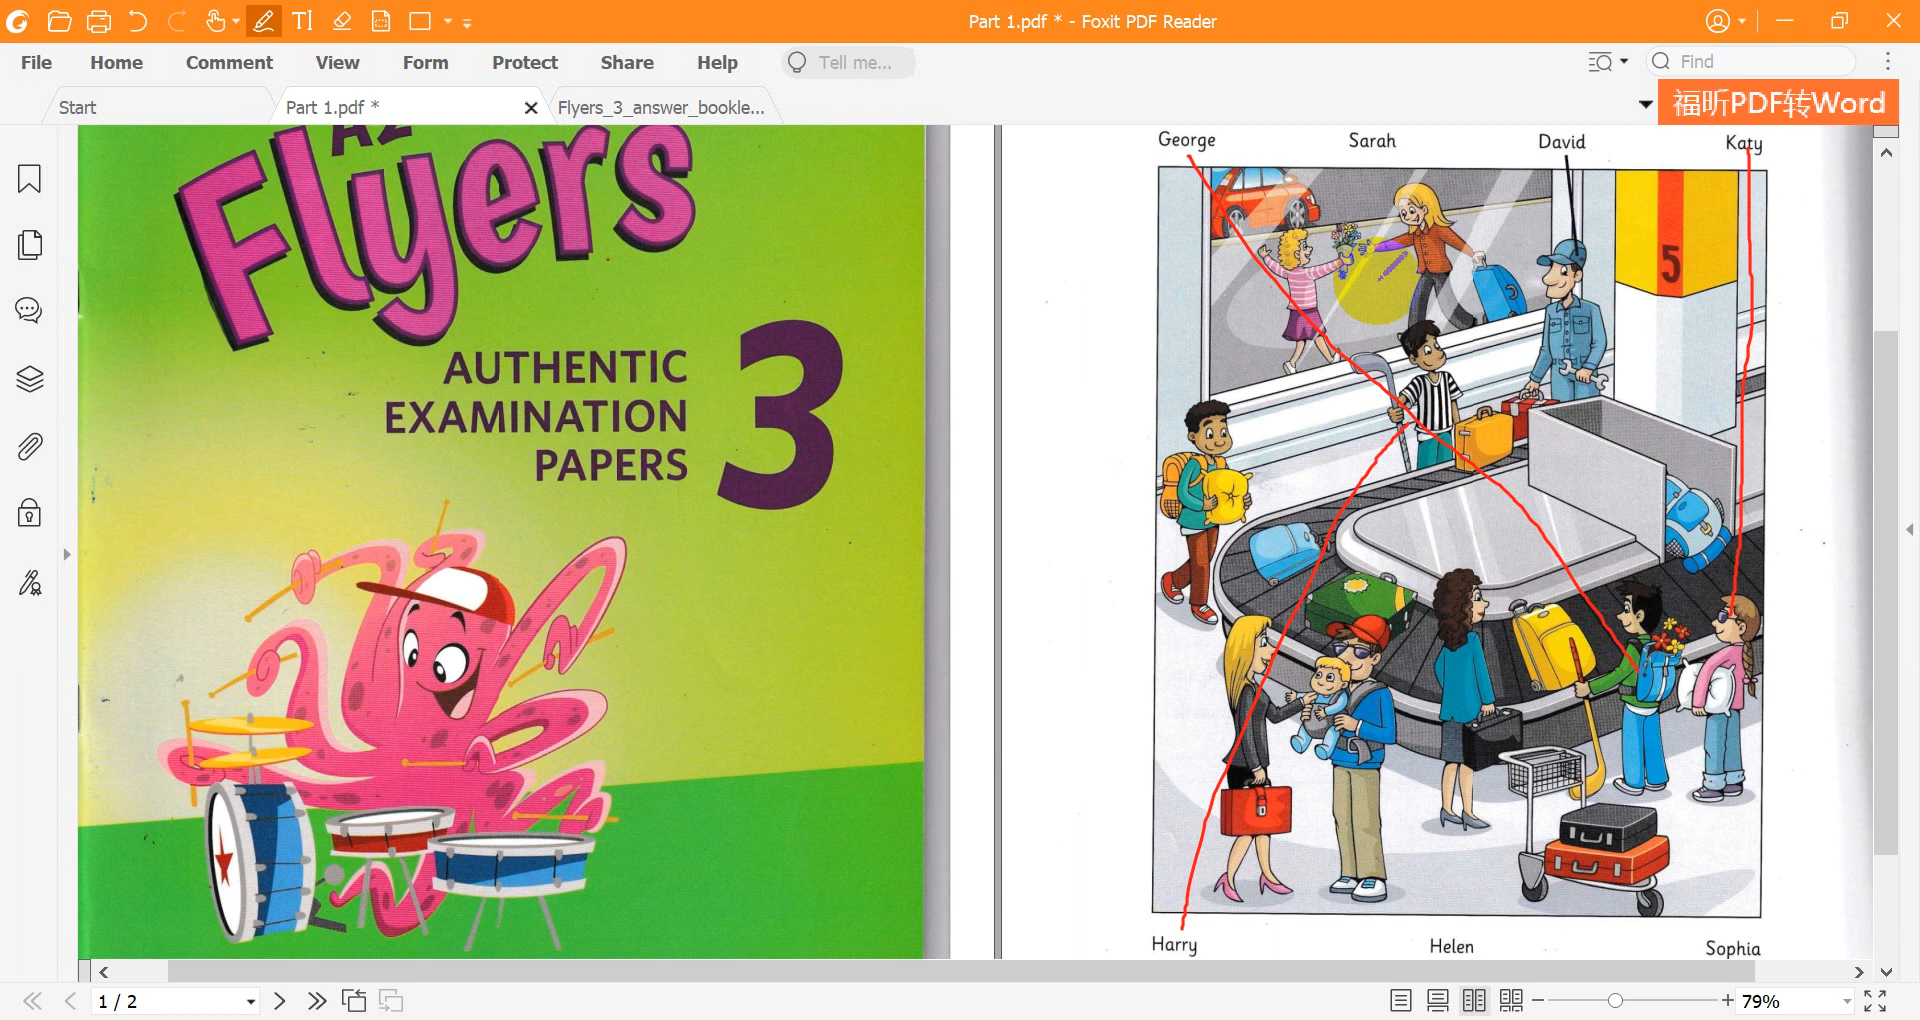 Part 1.pdf * - Foxit PDF Reader
File Home Comment View Form Protect Share Help Tell me... Find
Start Part 1.pdf * Flyers_3_answer_bookle... 福昕PDF转Word
A2
Flyers
AUTHENTIC
EXAMINATION
PAPERS
3
George Sarah David Katy
5
Harry Helen Sophia
1 / 2 79%